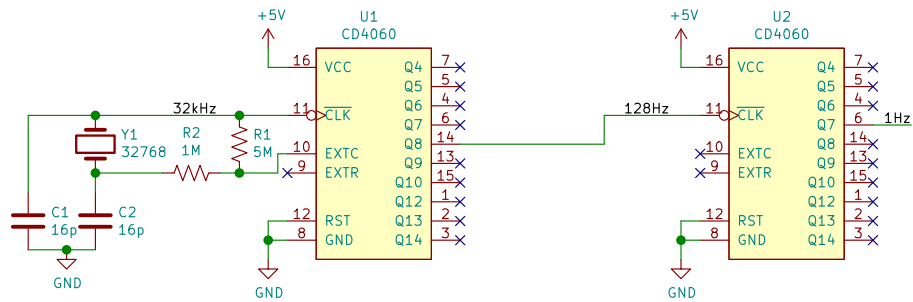 +5V
U1
CD4060
+5V
U2
CD4060
16 VCC Q4 7
Q5 5
32kHz 11 CLK Q6 4
Q7 6
Y1
32768
R2
1M
R1
5M
10 EXTC Q8 14
9 EXTR Q9 13
Q10 15
Q12 1
C1
16p
C2
16p
12 RST Q13 2
8 GND Q14 3
GND
GND
16 VCC Q4 7
Q5 5
128Hz 11 CLK Q6 4
Q7 6 1Hz
Q8 14
10 EXTC Q9 13
9 EXTR Q10 15
Q12 1
12 RST Q13 2
8 GND Q14 3
GND